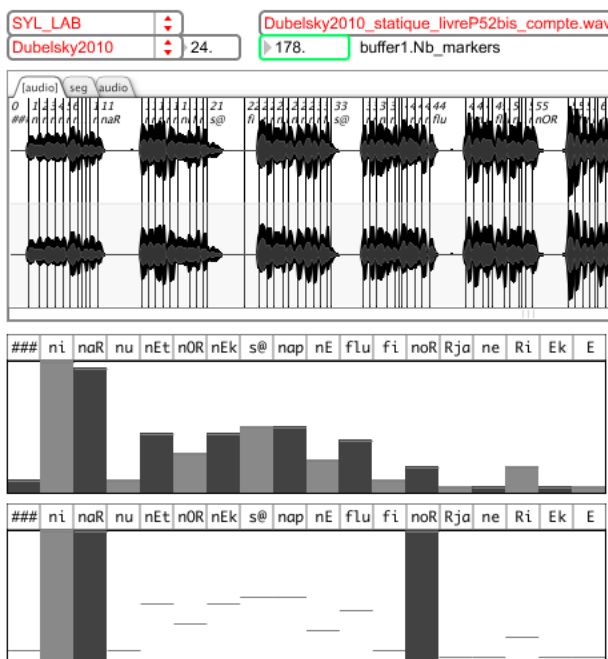 SYL_LAB Dubelsky2010_statique_livreP52bis_compte.wav
Dubelsky2010 24. 178. buffer1.Nb_markers
[audio] seg audio
0 11 21 33 44 55
naR s@ fi s@ flu nOR
### ni naR nu nEt nOR nEk s@ nap nE flu fi noR Rja ne Ri Ek E
### ni naR nu nEt nOR nEk s@ nap nE flu fi noR Rja ne Ri Ek E